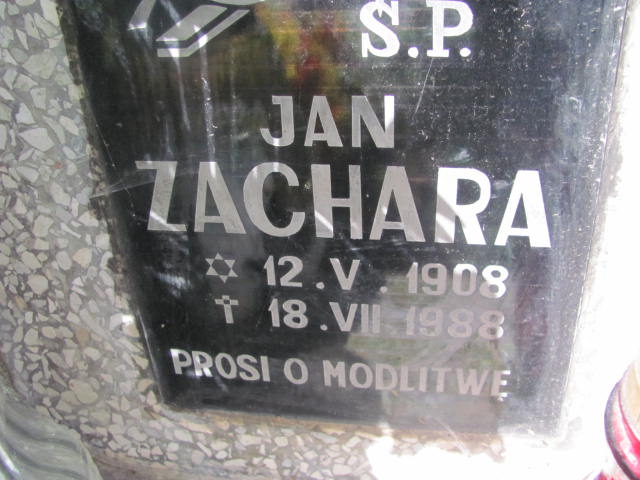 Ś.P.
JAN
ZACHARA
✡ 12.V.1908
✝ 18.VII 1988
PROSI O MODLITWĘ